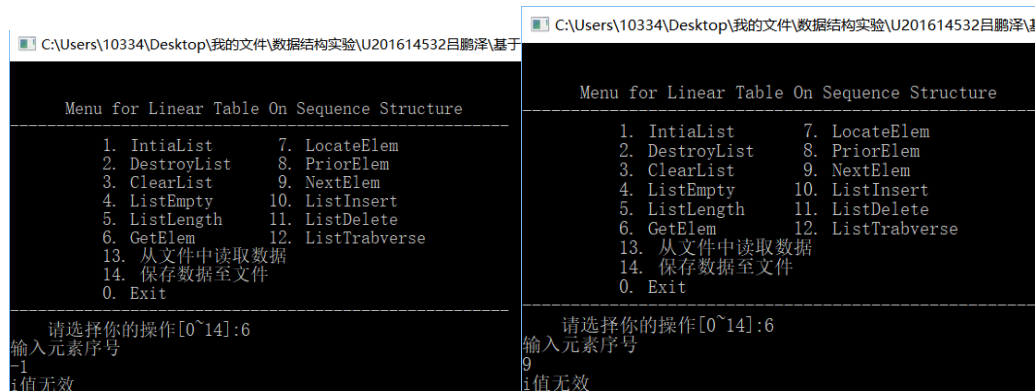 C:\Users\10334\Desktop\我的文件\数据结构实验\U201614532吕鹏泽\基于
Menu for Linear Table On Sequence Structure
1. IntiaList 7. LocateElem
2. DestroyList 8. PriorElem
3. ClearList 9. NextElem
4. ListEmpty 10. ListInsert
5. ListLength 11. ListDelete
6. GetElem 12. ListTrabverse
13. 从文件中读取数据
14. 保存数据至文件
0. Exit
请选择你的操作[0~14]:6
输入元素序号
-1
i值无效
C:\Users\10334\Desktop\我的文件\数据结构实验\U201614532吕鹏泽\
Menu for Linear Table On Sequence Structure
1. IntiaList 7. LocateElem
2. DestroyList 8. PriorElem
3. ClearList 9. NextElem
4. ListEmpty 10. ListInsert
5. ListLength 11. ListDelete
6. GetElem 12. ListTrabverse
13. 从文件中读取数据
14. 保存数据至文件
0. Exit
请选择你的操作[0~14]:6
输入元素序号
9
i值无效